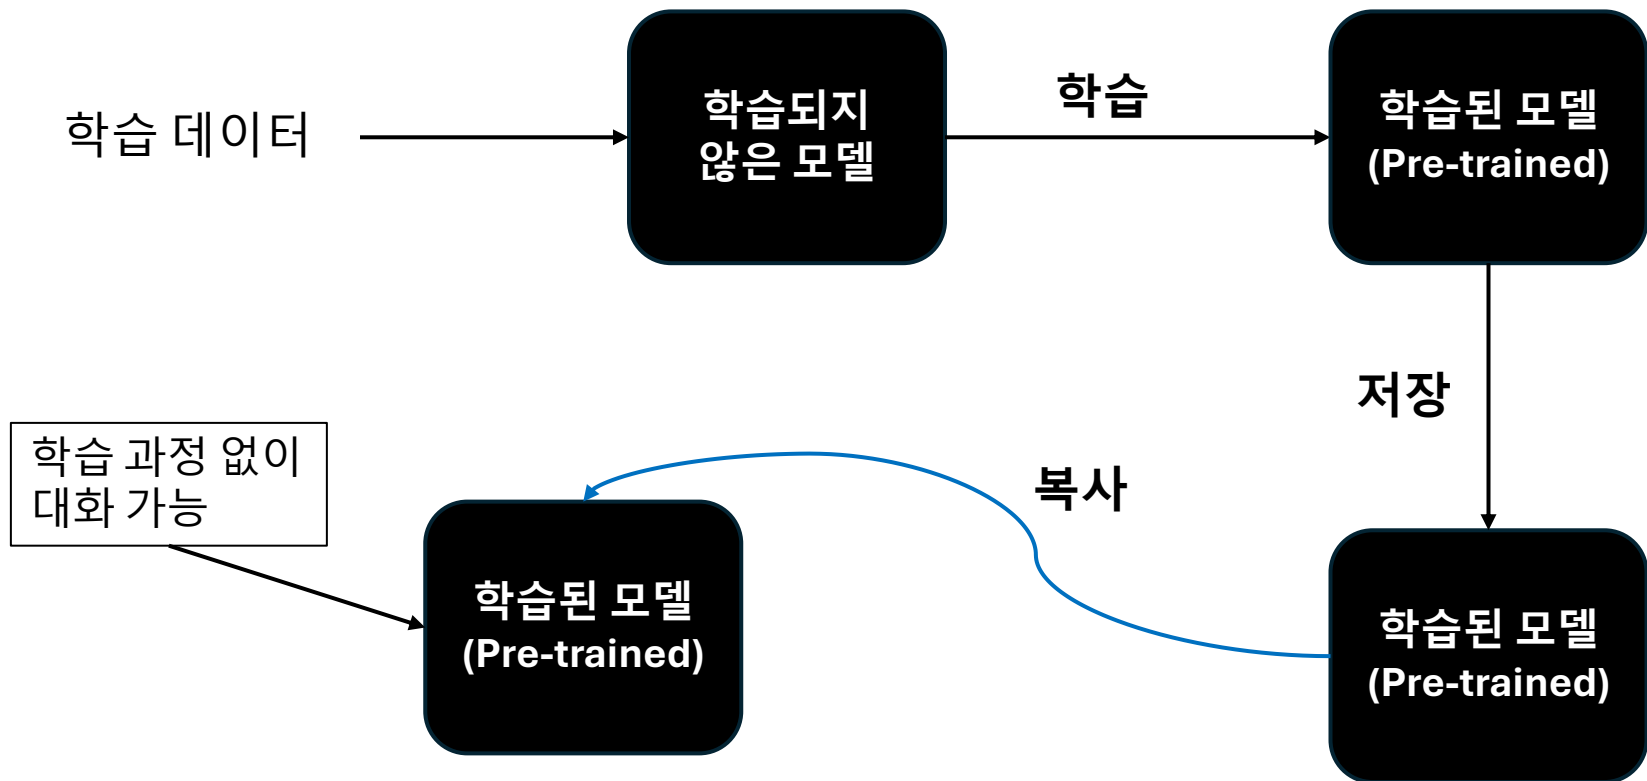 학습 데이터
학습되지
않은 모델
학습
학습된 모델
(Pre-trained)
저장
학습 과정 없이
대화 가능
복사
학습된 모델
(Pre-trained)
학습된 모델
(Pre-trained)